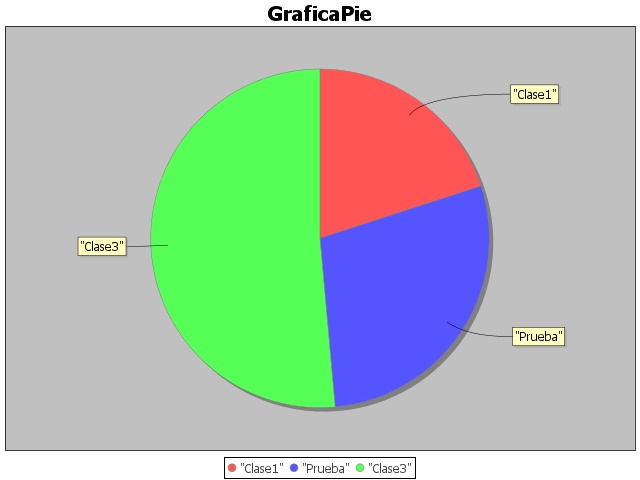 GraficaPie
"Clase1"
"Clase3"
"Prueba"
"Clase1" "Prueba" "Clase3"